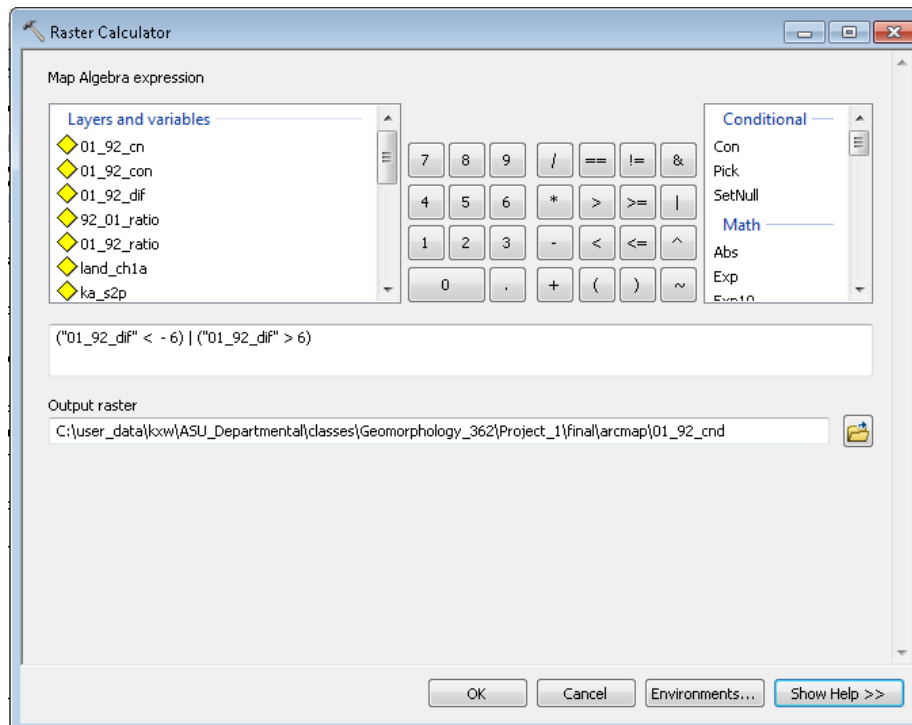 Raster Calculator
Map Algebra expression
Layers and variables
01_92_cn
01_92_con
01_92_dif
92_01_ratio
01_92_ratio
land_ch1a
ka_s2p
7 8 9 / == != &
4 5 6 * > >= |
1 2 3 - < <= ^
0 . + ( ) ~
Conditional
Con
Pick
SetNull
Math
Abs
Exp
Exp10
("01_92_dif" < - 6) | ("01_92_dif" > 6)
Output raster
C:\user_data\kxw\ASU_Departmental\classes\Geomorphology_362\Project_1\final\arcmap\01_92_cnd
OK Cancel Environments... Show Help >>